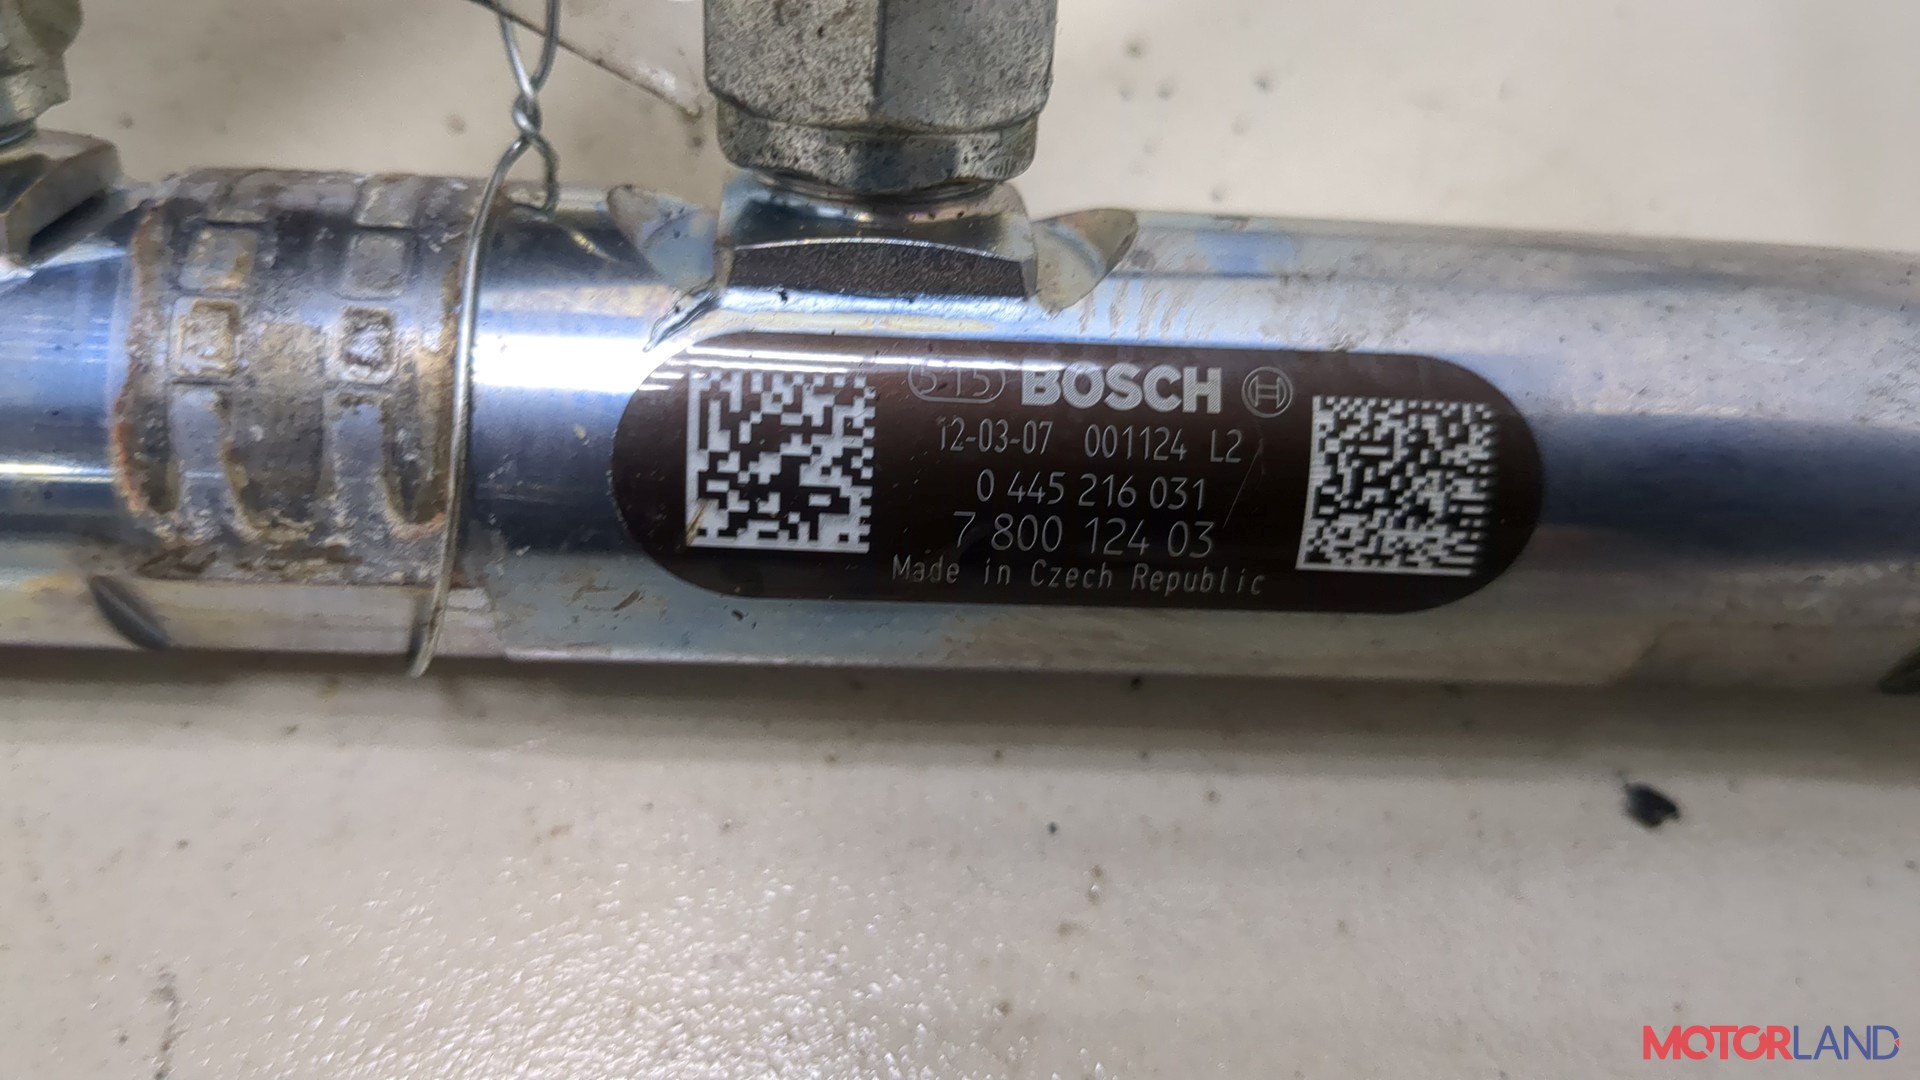 515 BOSCH
12-03-07 001124 L2
0 445 216 031
7 800 124 03
Made in Czech Republic
MOTORLAND